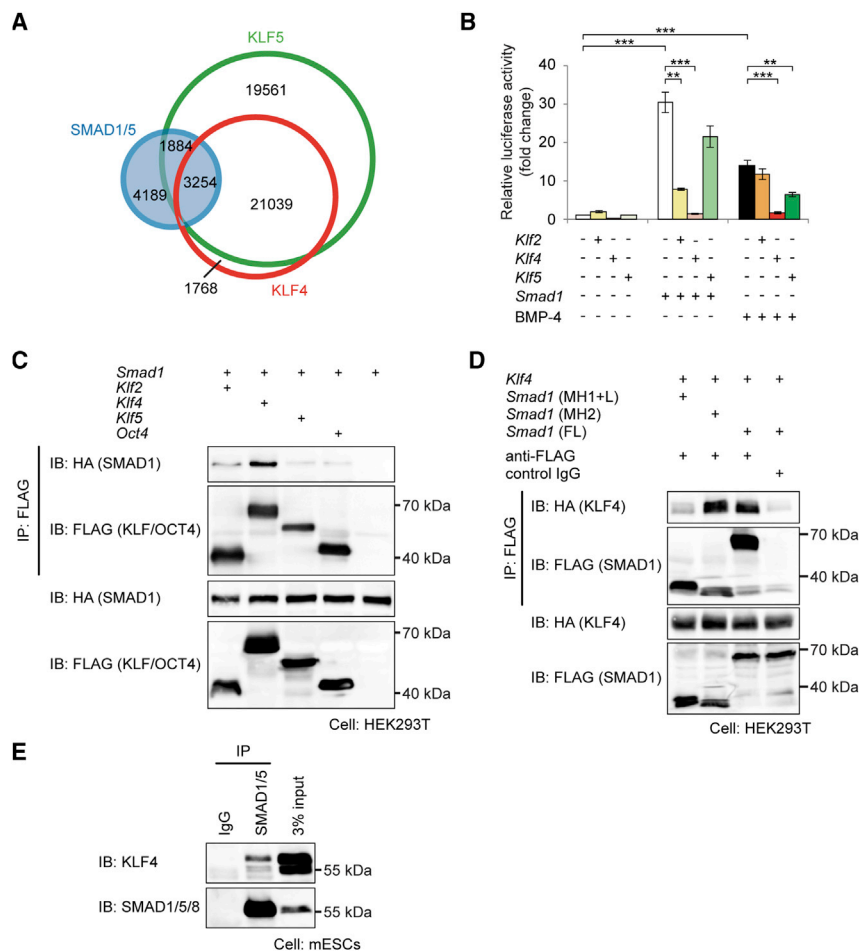 A
KLF5
19561
SMAD1/5
1884
4189
3254
21039
1768
KLF4
B
Relative luciferase activity
(fold change)
40
30
20
10
0
***
***
***
**
**
***
Klf2 - + - - - + - - - + - -
Klf4 - - + - - - + - - - + -
Klf5 - - - + - - - + - - - +
Smad1 - - - - + + + + - - - -
BMP-4 - - - - - - - - + + + +
C
Smad1 + + + + +
Klf2 +
Klf4 +
Klf5 +
Oct4 +
IP: FLAG
IB: HA (SMAD1)
IB: FLAG (KLF/OCT4)
70 kDa
40 kDa
IB: HA (SMAD1)
IB: FLAG (KLF/OCT4)
70 kDa
40 kDa
Cell: HEK293T
D
Klf4 + + + +
Smad1 (MH1+L) +
Smad1 (MH2) +
Smad1 (FL) + +
anti-FLAG + + +
control IgG +
IP: FLAG
IB: HA (KLF4)
IB: FLAG (SMAD1)
70 kDa
40 kDa
IB: HA (KLF4)
IB: FLAG (SMAD1)
70 kDa
40 kDa
Cell: HEK293T
E
IP
IgG
SMAD1/5
3% input
IB: KLF4
55 kDa
IB: SMAD1/5/8
55 kDa
Cell: mESCs